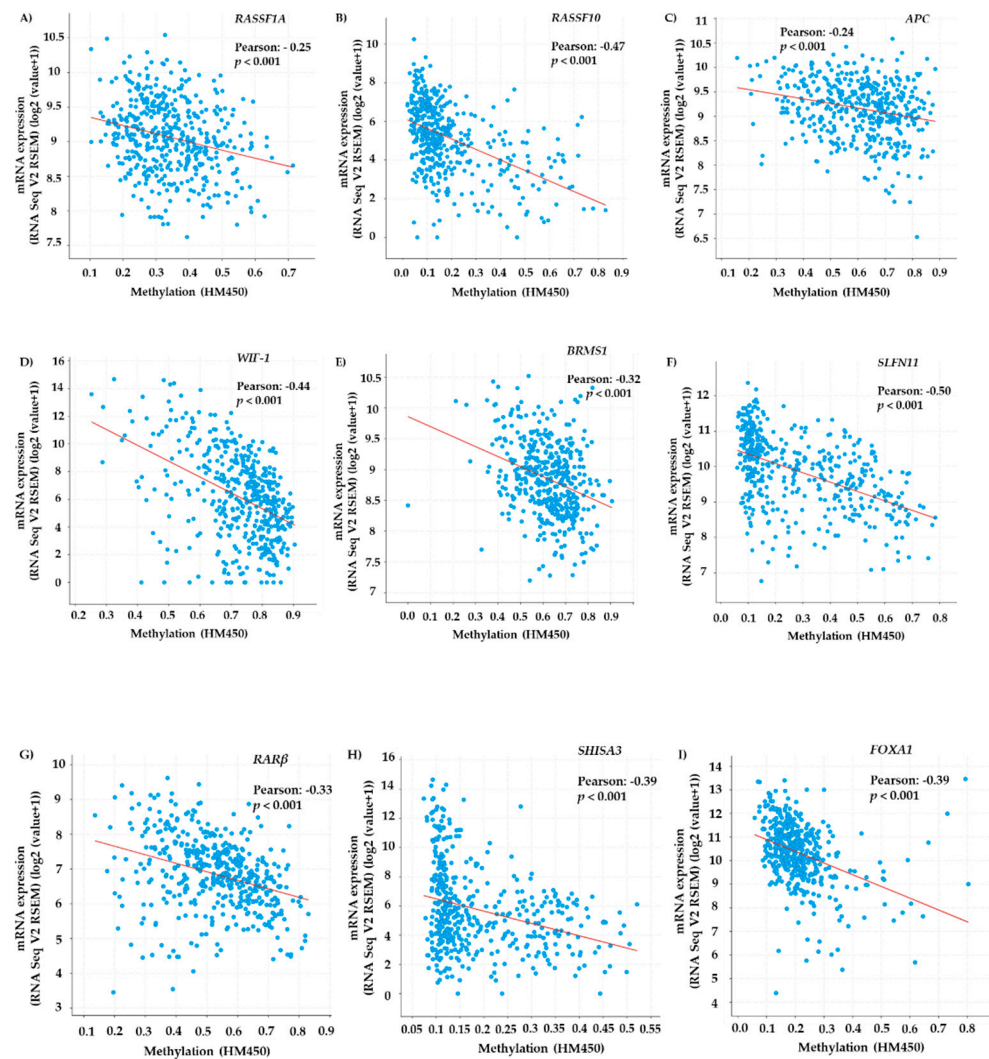 A)
RASSF1A
Pearson: - 0.25
p < 0.001
mRNA expression
(RNA Seq V2 RSEM) (log2 (value+1))
10.5
10
9.5
9
8.5
8
7.5
0.1 0.2 0.3 0.4 0.5 0.6 0.7
Methylation (HM450)
B)
RASSF10
Pearson: -0.47
p < 0.001
mRNA expression
(RNA Seq V2 RSEM) (log2 (value+1))
10
8
6
4
2
0
0.0 0.1 0.2 0.3 0.4 0.5 0.6 0.7 0.8 0.9
Methylation (HM450)
C)
APC
Pearson: -0.24
p < 0.001
mRNA expression
(RNA Seq V2 RSEM) (log2 (value+1))
11
10.5
10
9.5
9
8.5
8
7.5
7
6.5
0.1 0.2 0.3 0.4 0.5 0.6 0.7 0.8 0.9
Methylation (HM450)
D)
WIF-1
Pearson: -0.44
p < 0.001
mRNA expression
(RNA Seq V2 RSEM) (log2 (value+1))
16
14
12
10
8
6
4
2
0
0.2 0.3 0.4 0.5 0.6 0.7 0.8 0.9
Methylation (HM450)
E)
BRMS1
Pearson: -0.32
p < 0.001
mRNA expression
(RNA Seq V2 RSEM) (log2 (value+1))
10.5
10
9.5
9
8.5
8
7.5
7
0.0 0.1 0.2 0.3 0.4 0.5 0.6 0.7 0.8 0.9
Methylation (HM450)
F)
SLFN11
Pearson: -0.50
p < 0.001
mRNA expression
(RNA Seq V2 RSEM) (log2 (value+1))
12
11
10
9
8
7
0.0 0.1 0.2 0.3 0.4 0.5 0.6 0.7 0.8
Methylation (HM450)
G)
RARβ
Pearson: -0.33
p < 0.001
mRNA expression
(RNA Seq V2 RSEM) (log2 (value+1))
10
9
8
7
6
5
4
3
0.1 0.2 0.3 0.4 0.5 0.6 0.7 0.8 0.9
Methylation (HM450)
H)
SHISA3
Pearson: -0.39
p < 0.001
mRNA expression
(RNA Seq V2 RSEM) (log2 (value+1))
16
14
12
10
8
6
4
2
0
0.05 0.1 0.15 0.2 0.25 0.3 0.35 0.4 0.45 0.5 0.55
Methylation (HM450)
I)
FOXA1
Pearson: -0.39
p < 0.001
mRNA expression
(RNA Seq V2 RSEM) (log2 (value+1))
14
13
12
11
10
9
8
7
6
5
4
0.0 0.1 0.2 0.3 0.4 0.5 0.6 0.7 0.8
Methylation (HM450)